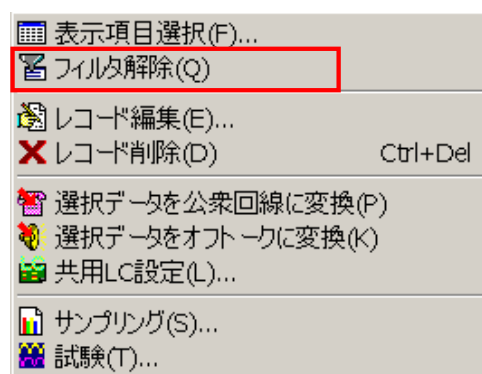 表示項目選択(F)...
フィルタ解除(Q)
レコード編集(E)...
レコード削除(D) Ctrl+Del
選択データを公衆回線に変換(P)
選択データをオフトークに変換(K)
共用LC設定(L)...
サンプリング(S)...
試験(T)...